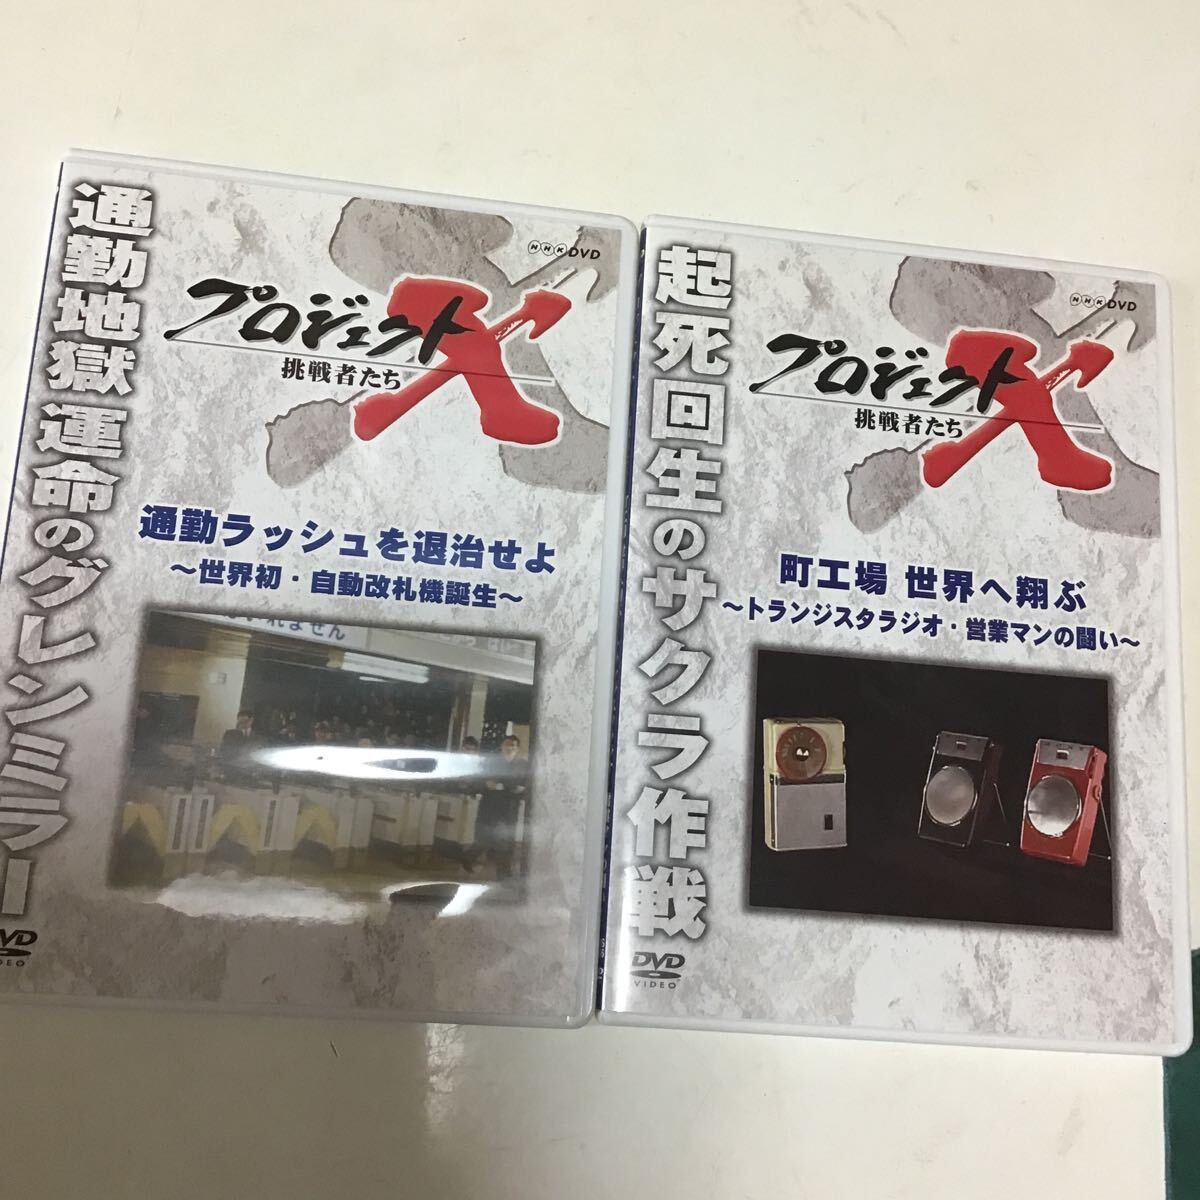 通勤地獄 運命のグレンミラー
NHK DVD
プロジェクトX
挑戦者たち
通勤ラッシュを退治せよ
～世界初・自動改札機誕生～
ません
DVD
VIDEO
起死回生のサクラ作戦
NHK DVD
プロジェクトX
挑戦者たち
町工場 世界へ翔ぶ
～トランジスタラジオ・営業マンの闘い～
DVD
VIDEO